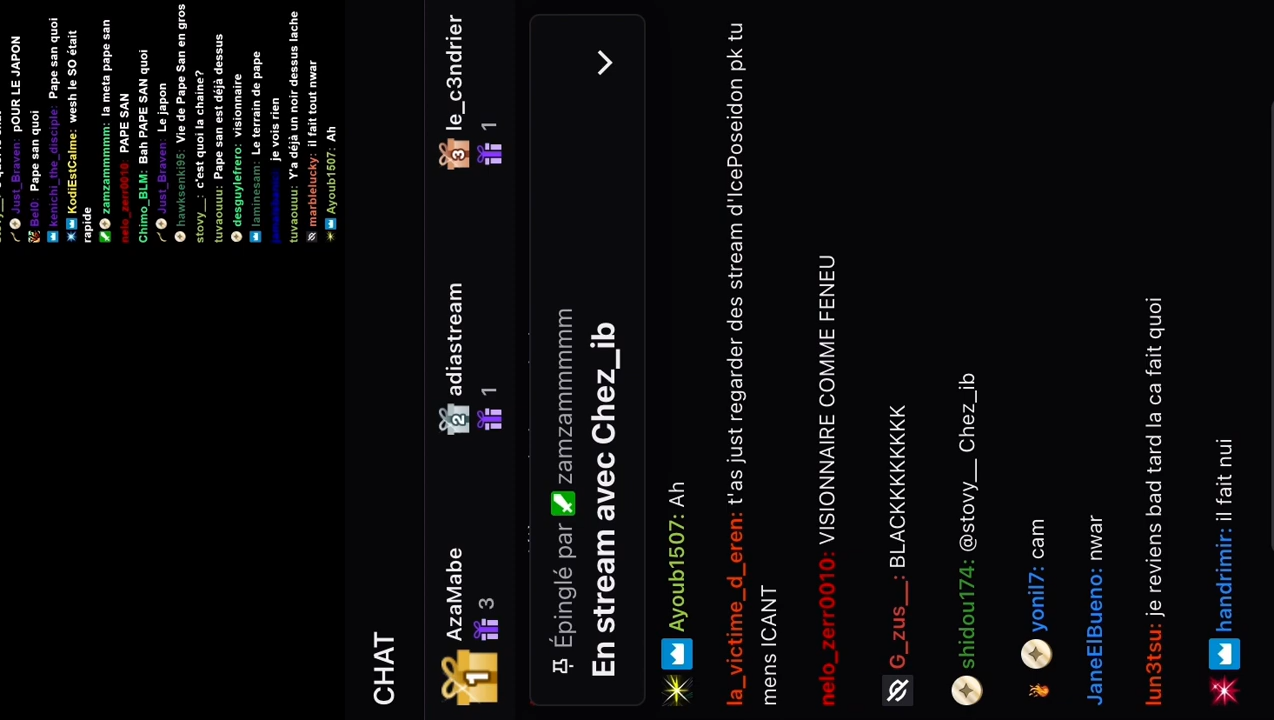 Just_Braven: pOUR LE JAPON
Bel0: Pape san quoi
kenichi_the_disciple: Pape san quoi
KodiEstCalme: wesh le SO était
rapide
zamzammmmm: la meta pape san
nelo_zerr0010: PAPE SAN
Chimo_BLM: Bah PAPE SAN quoi
Just_Braven: Le japon
hawksenki95: Vie de Pape San en gros
stovy__: c'est quoi la chaine?
tuvaouuu: Pape san est déjà dessus
desguylefrero: visionnaire
laminesam: Le terrain de pape
je vois rien
tuvaouuu: Y'a déjà un noir dessus lache
marblelucky: il fait tout nwar
Ayoub1507: Ah
CHAT
1 AzaMabe
3
2 adiastream
1
3 le_c3ndrier
1
Épinglé par zamzammmmm
En stream avec Chez_ib
Ayoub1507: Ah
la_victime_d_eren: t'as just regarder des stream d'IcePoseidon pk tu
mens ICANT
nelo_zerr0010: VISIONNAIRE COMME FENEU
G_zus__: BLACKKKKKKKKK
shidou174: @stovy__ Chez_ib
yonil7: cam
JaneElBueno: nwar
lun3tsu: je reviens bad tard la ca fait quoi
handrimir: il fait nui